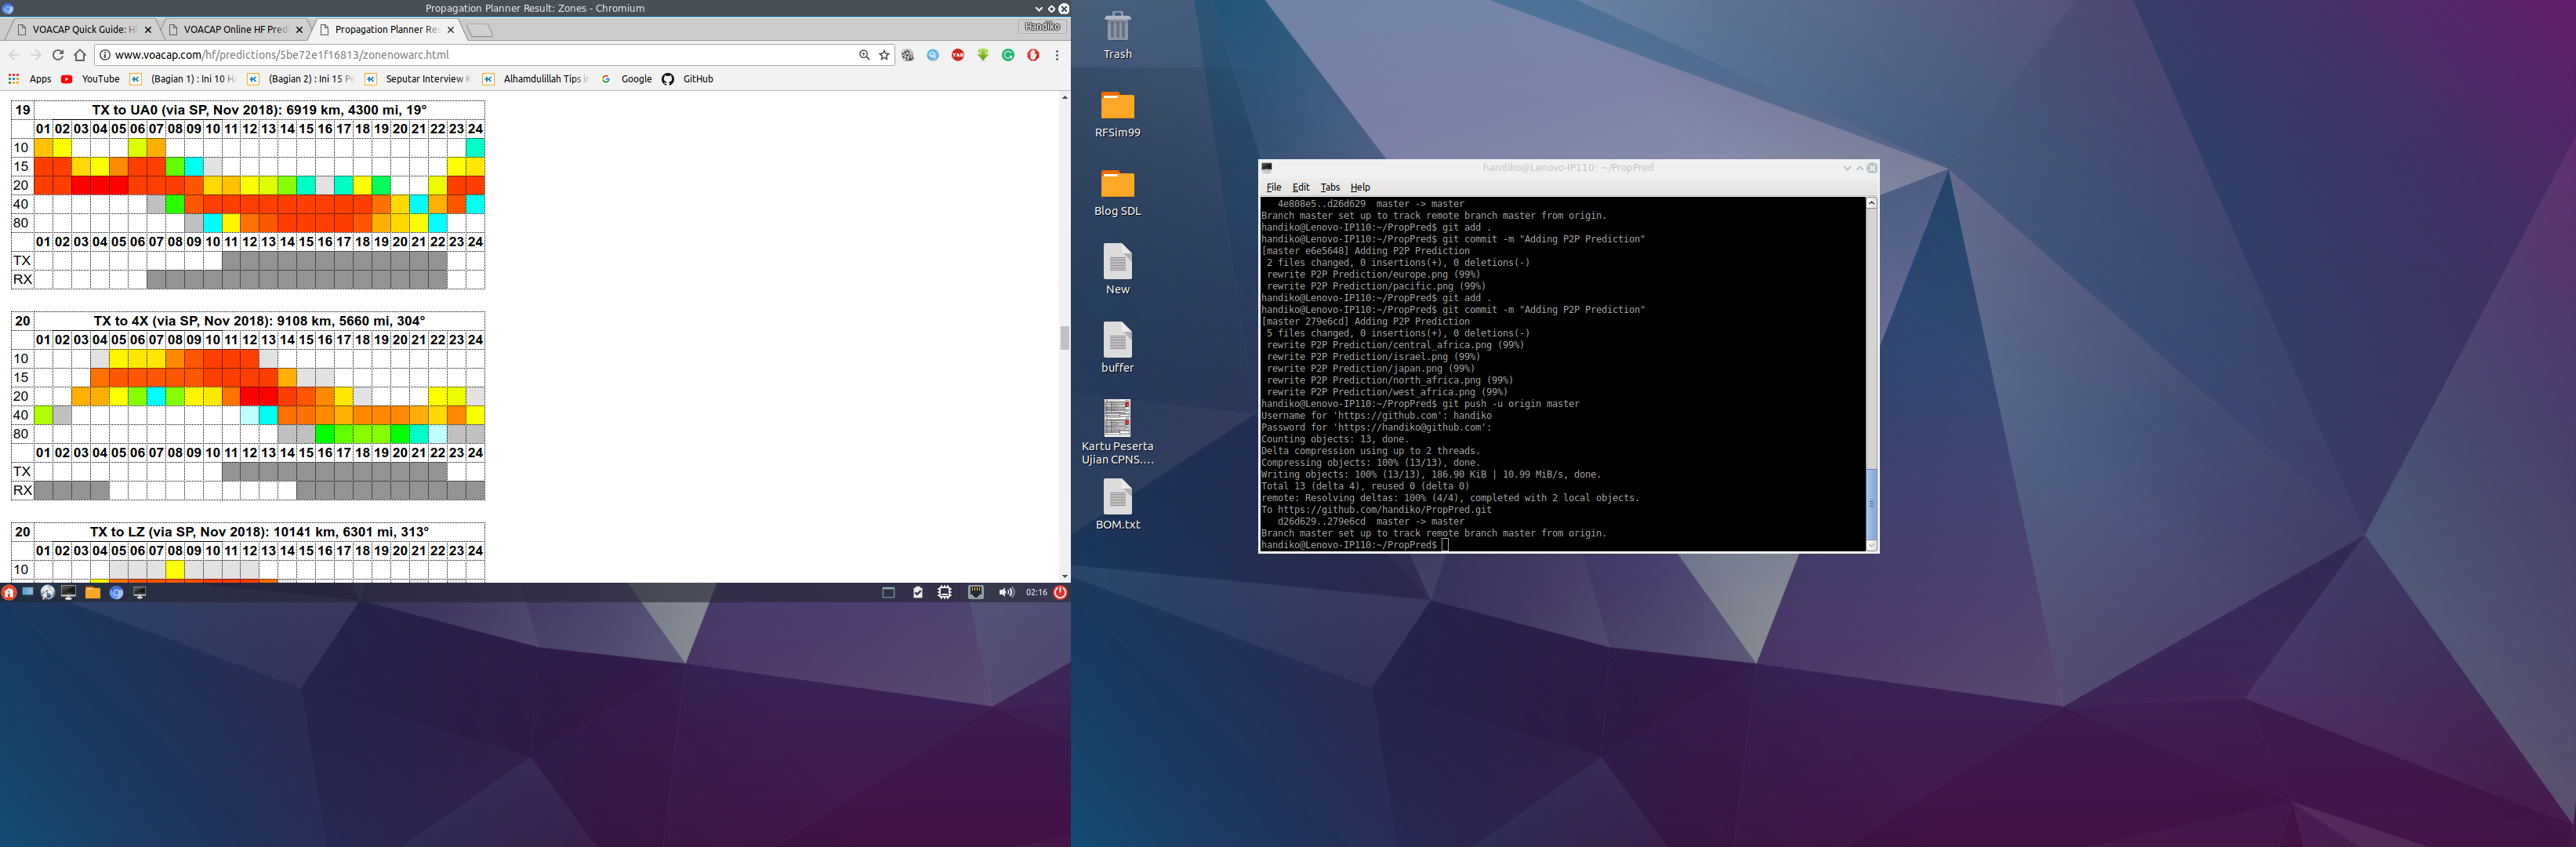 Propagation Planner Result: Zones - Chromium
VOACAP Quick Guide: H
VOACAP Online HF Pred
Propagation Planner Re
Handiko
www.voacap.com/hf/predictions/5be72e1f16813/zonenowarc.html
Apps
YouTube
(Bagian 1) : Ini 10 H
(Bagian 2) : Ini 15 P
Seputar Interview K
Alhamdulillah Tips i
Google
GitHub
19 TX to UA0 (via SP, Nov 2018): 6919 km, 4300 mi, 19°
01 02 03 04 05 06 07 08 09 10 11 12 13 14 15 16 17 18 19 20 21 22 23 24
10
15
20
40
80
01 02 03 04 05 06 07 08 09 10 11 12 13 14 15 16 17 18 19 20 21 22 23 24
TX
RX
20 TX to 4X (via SP, Nov 2018): 9108 km, 5660 mi, 304°
01 02 03 04 05 06 07 08 09 10 11 12 13 14 15 16 17 18 19 20 21 22 23 24
10
15
20
40
80
01 02 03 04 05 06 07 08 09 10 11 12 13 14 15 16 17 18 19 20 21 22 23 24
TX
RX
20 TX to LZ (via SP, Nov 2018): 10141 km, 6301 mi, 313°
01 02 03 04 05 06 07 08 09 10 11 12 13 14 15 16 17 18 19 20 21 22 23 24
10
02:16
Trash
RFSim99
Blog SDL
New
buffer
Kartu Peserta
Ujian CPNS....
BOM.txt
handiko@Lenovo-IP110: ~/PropPred
File Edit Tabs Help
4e808e5..d26d629  master -> master
Branch master set up to track remote branch master from origin.
handiko@Lenovo-IP110:~/PropPred$ git add .
handiko@Lenovo-IP110:~/PropPred$ git commit -m "Adding P2P Prediction"
[master e6e5648] Adding P2P Prediction
2 files changed, 0 insertions(+), 0 deletions(-)
rewrite P2P Prediction/europe.png (99%)
rewrite P2P Prediction/pacific.png (99%)
handiko@Lenovo-IP110:~/PropPred$ git add .
handiko@Lenovo-IP110:~/PropPred$ git commit -m "Adding P2P Prediction"
[master 279e6cd] Adding P2P Prediction
5 files changed, 0 insertions(+), 0 deletions(-)
rewrite P2P Prediction/central_africa.png (99%)
rewrite P2P Prediction/israel.png (99%)
rewrite P2P Prediction/japan.png (99%)
rewrite P2P Prediction/north_africa.png (99%)
rewrite P2P Prediction/west_africa.png (99%)
handiko@Lenovo-IP110:~/PropPred$ git push -u origin master
Username for 'https://github.com': handiko
Password for 'https://handiko@github.com':
Counting objects: 13, done.
Delta compression using up to 2 threads.
Compressing objects: 100% (13/13), done.
Writing objects: 100% (13/13), 186.90 KiB | 10.99 MiB/s, done.
Total 13 (delta 4), reused 0 (delta 0)
remote: Resolving deltas: 100% (4/4), completed with 2 local objects.
To https://github.com/handiko/PropPred.git
d26d629..279e6cd  master -> master
Branch master set up to track remote branch master from origin.
handiko@Lenovo-IP110:~/PropPred$